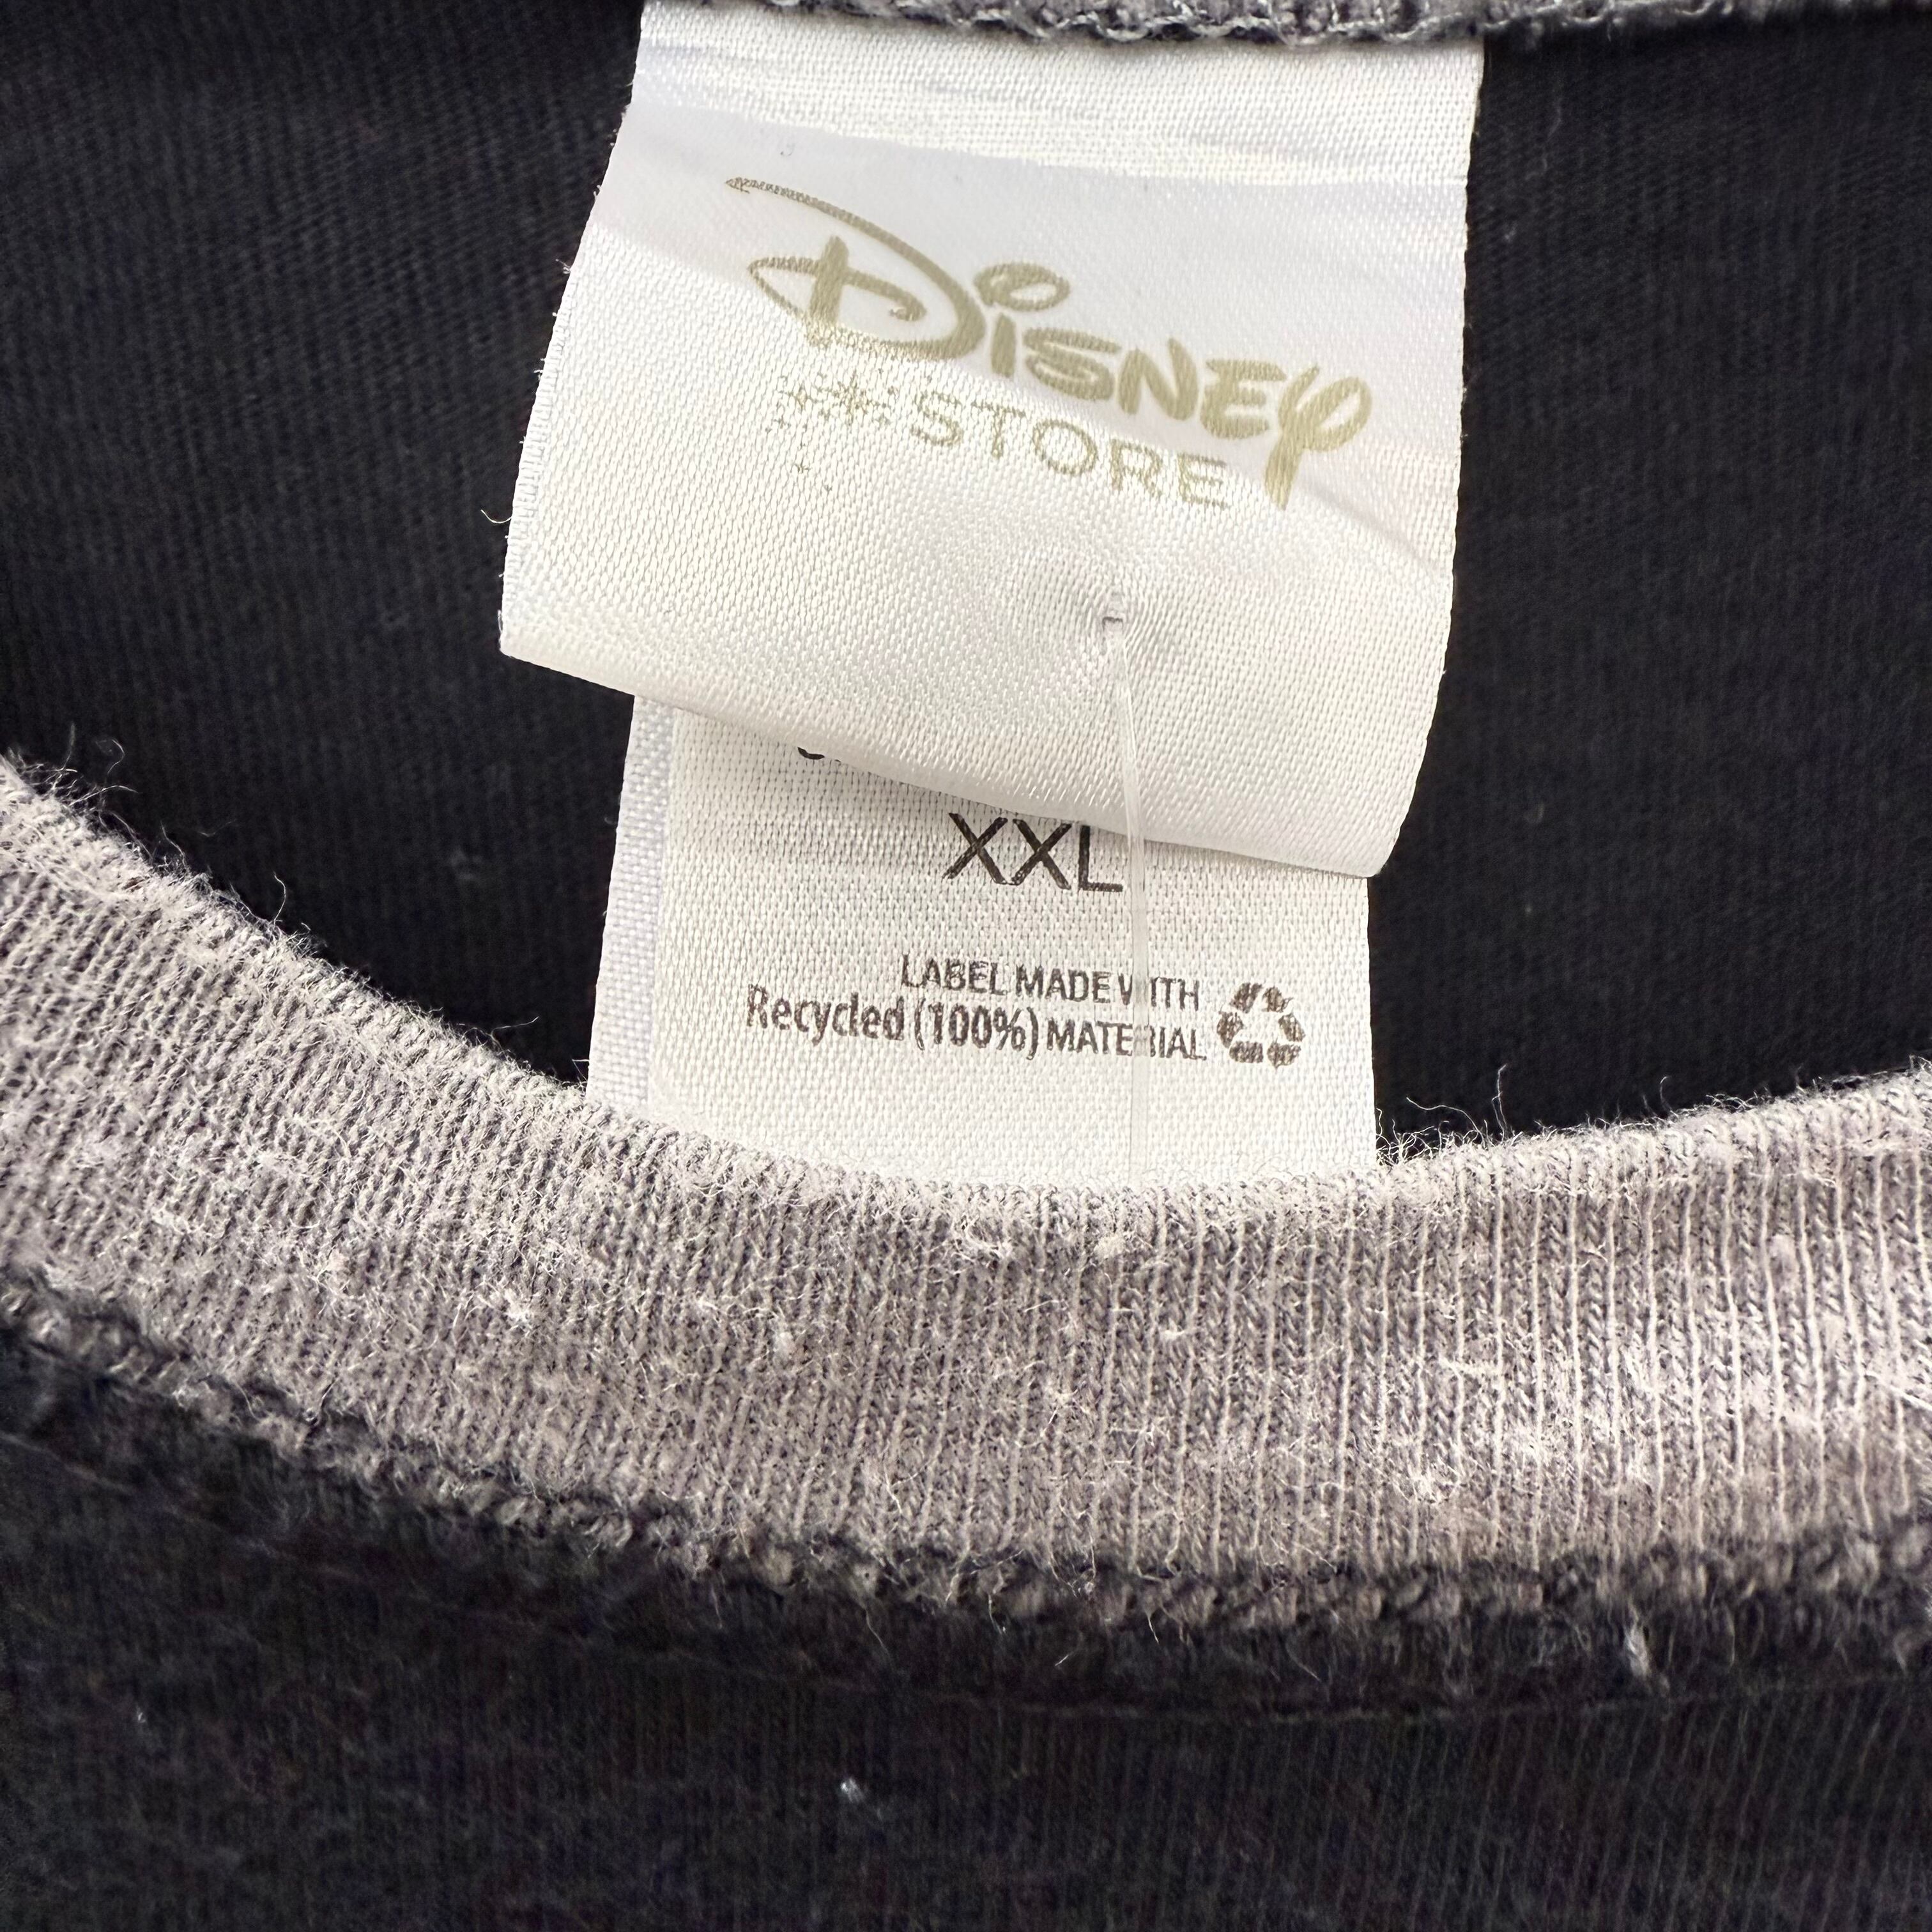 Disney
STORE
XXL
LABEL MADE WITH
Recycled (100%) MATERIAL